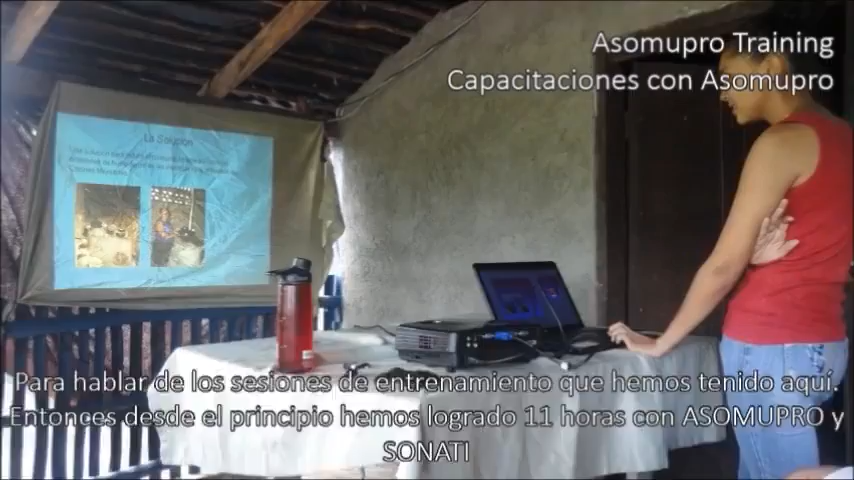 Asomupro Training
Capacitaciones con Asomupro
La Solución
Para hablar de los sesiones de entrenamiento que hemos tenido aquí.
Entonces desde el principio hemos logrado 11 horas con ASOMUPRO y
SONATI